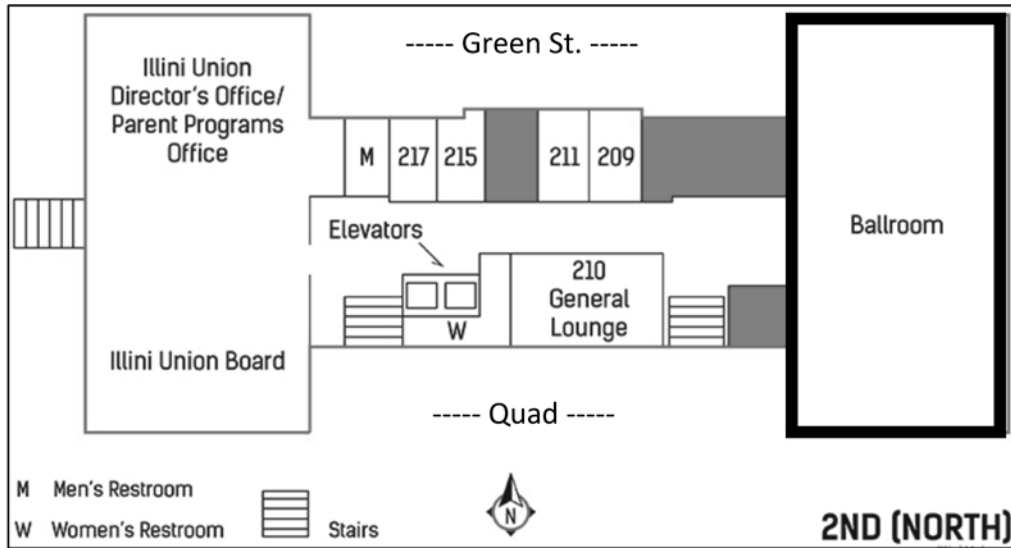 ----- Green St. -----
Illini Union
Director's Office/
Parent Programs
Office
M
217
215
211
209
Ballroom
Elevators
210
General
Lounge
W
Illini Union Board
----- Quad -----
M Men's Restroom
W Women's Restroom
Stairs
N
2ND (NORTH)